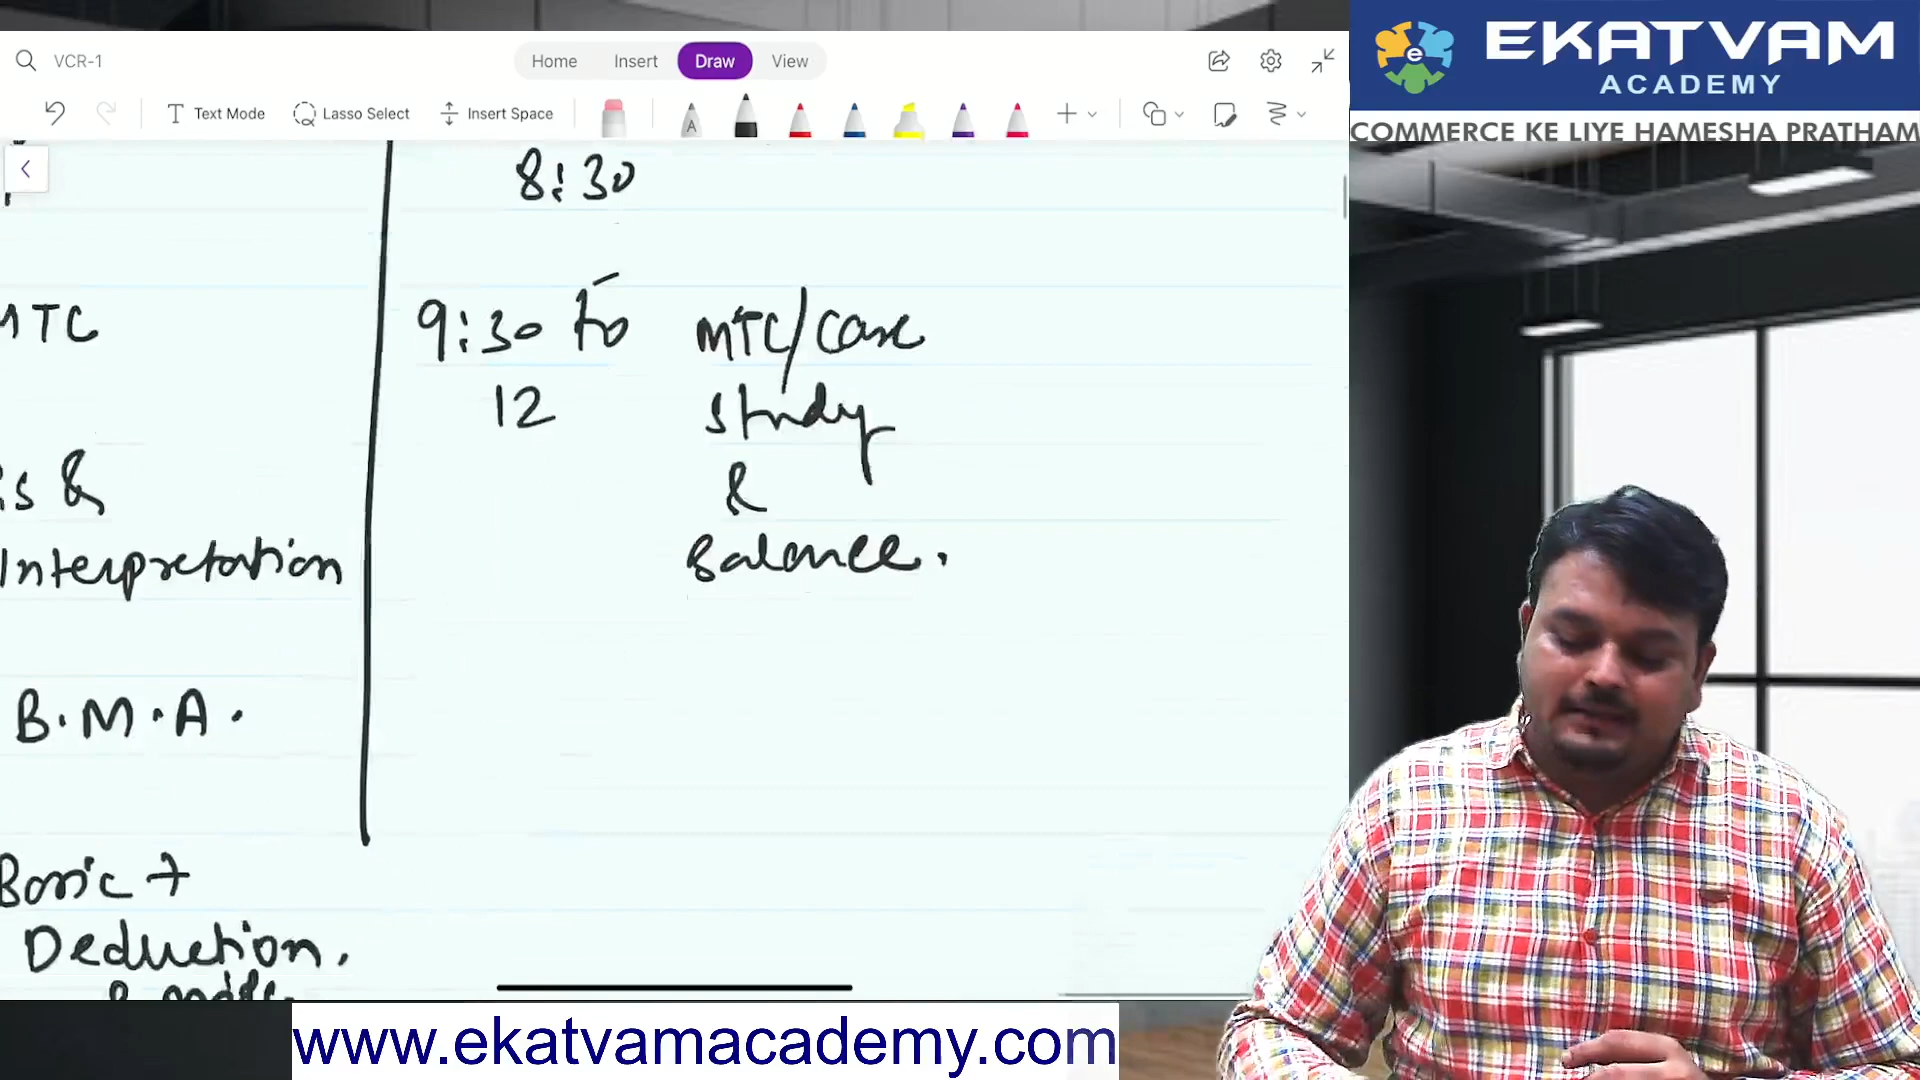 VCR-1
Home Insert Draw View
Text Mode Lasso Select Insert Space
A
e
EKATVAM
ACADEMY
COMMERCE KE LIYE HAMESHA PRATHAM
8:30
MTC
9:30 to
12
MTC/Case
Study
&
Balance.
is &
Interpretation
B.M.A.
Basic +
Deduction.
www.ekatvamacademy.com